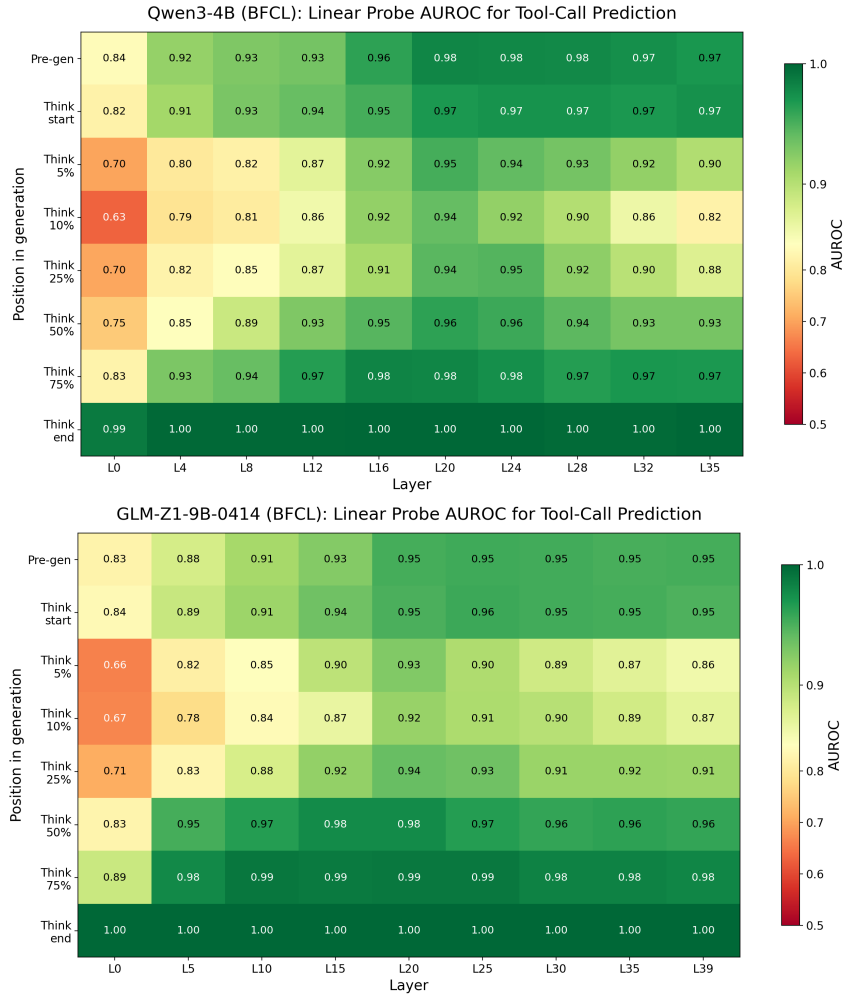 Qwen3-4B (BFCL): Linear Probe AUROC for Tool-Call Prediction
Pre-gen 0.84 0.92 0.93 0.93 0.96 0.98 0.98 0.98 0.97 0.97
Think start 0.82 0.91 0.93 0.94 0.95 0.97 0.97 0.97 0.97 0.97
Think 5% 0.70 0.80 0.82 0.87 0.92 0.95 0.94 0.93 0.92 0.90
Think 10% 0.63 0.79 0.81 0.86 0.92 0.94 0.92 0.90 0.86 0.82
Think 25% 0.70 0.82 0.85 0.87 0.91 0.94 0.95 0.92 0.90 0.88
Think 50% 0.75 0.85 0.89 0.93 0.95 0.96 0.96 0.94 0.93 0.93
Think 75% 0.83 0.93 0.94 0.97 0.98 0.98 0.98 0.97 0.97 0.97
Think end 0.99 1.00 1.00 1.00 1.00 1.00 1.00 1.00 1.00 1.00
L0 L4 L8 L12 L16 L20 L24 L28 L32 L35
Layer
Position in generation
1.0
0.9
0.8
0.7
0.6
0.5
AUROC
GLM-Z1-9B-0414 (BFCL): Linear Probe AUROC for Tool-Call Prediction
Pre-gen 0.83 0.88 0.91 0.93 0.95 0.95 0.95 0.95 0.95
Think start 0.84 0.89 0.91 0.94 0.95 0.96 0.95 0.95 0.95
Think 5% 0.66 0.82 0.85 0.90 0.93 0.90 0.89 0.87 0.86
Think 10% 0.67 0.78 0.84 0.87 0.92 0.91 0.90 0.89 0.87
Think 25% 0.71 0.83 0.88 0.92 0.94 0.93 0.91 0.92 0.91
Think 50% 0.83 0.95 0.97 0.98 0.98 0.97 0.96 0.96 0.96
Think 75% 0.89 0.98 0.99 0.99 0.99 0.99 0.98 0.98 0.98
Think end 1.00 1.00 1.00 1.00 1.00 1.00 1.00 1.00 1.00
L0 L5 L10 L15 L20 L25 L30 L35 L39
Layer
Position in generation
1.0
0.9
0.8
0.7
0.6
0.5
AUROC